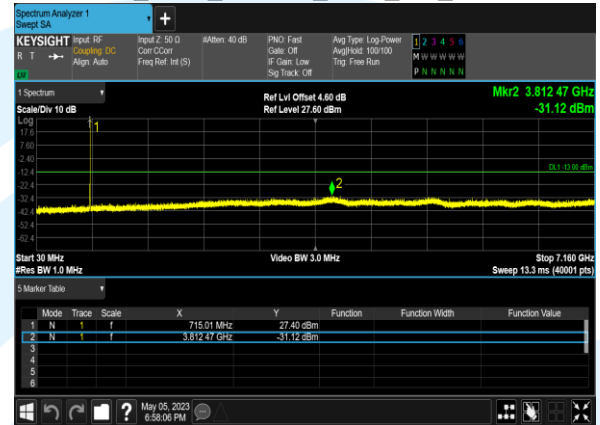 Spectrum Analyzer 1
Swept SA
+
KEYSIGHT Input: RF Input Z: 50 Ω #Atten: 40 dB PNO: Fast Avg Type: Log-Power 1 2 3 4 5 6
R T Coupling: DC Corr CCorr Gate: Off Avg|Hold: 100/100 M W W W W W
Align: Auto Freq Ref: Int (S) IF Gain: Low Trig: Free Run
LV Sig Track: Off P N N N N N
1 Spectrum Ref Lvl Offset 4.60 dB Mkr2 3.812 47 GHz
Scale/Div 10 dB Ref Level 27.60 dBm -31.12 dBm
Log
17.6 1
7.60
-2.40
-12.4 DL1 -13.00 dBm
-22.4 2
-32.4
-42.4
-52.4
-62.4
Start 30 MHz Video BW 3.0 MHz Stop 7.160 GHz
#Res BW 1.0 MHz Sweep 13.3 ms (40001 pts)
5 Marker Table
Mode Trace Scale X Y Function Function Width Function Value
1 N 1 f 715.01 MHz 27.40 dBm
2 N 1 f 3.812 47 GHz -31.12 dBm
3
4
5
6
? May 05, 2023
6:58:06 PM